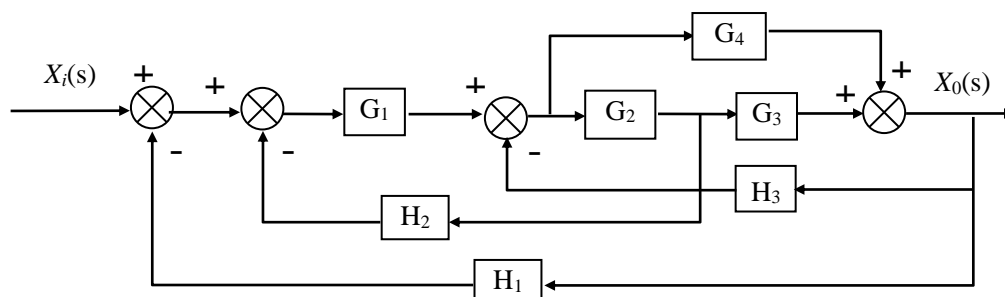 G₄
Xᵢ(s) + + + + + X₀(s)
G₁ G₂ G₃
- - -
H₃
H₂
H₁